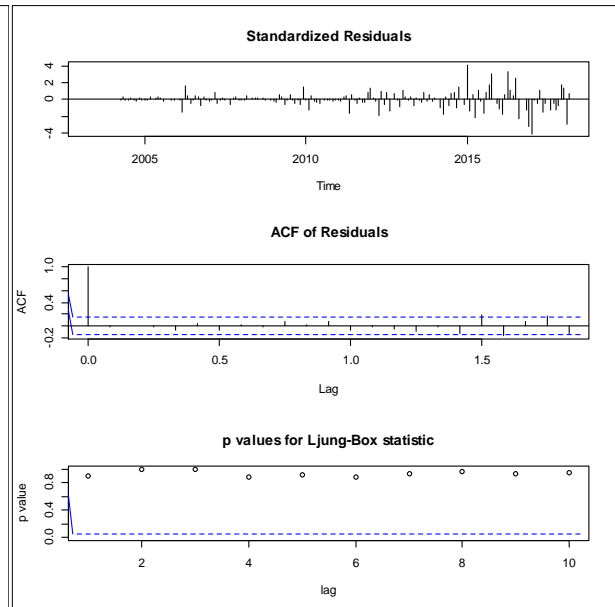 Standardized Residuals
4
2
0
-4
2005
2010
2015
Time
ACF of Residuals
ACF
1.0
0.4
-0.2
0.0
0.5
1.0
1.5
Lag
p values for Ljung-Box statistic
p value
0.8
0.4
0.0
2
4
6
8
10
lag